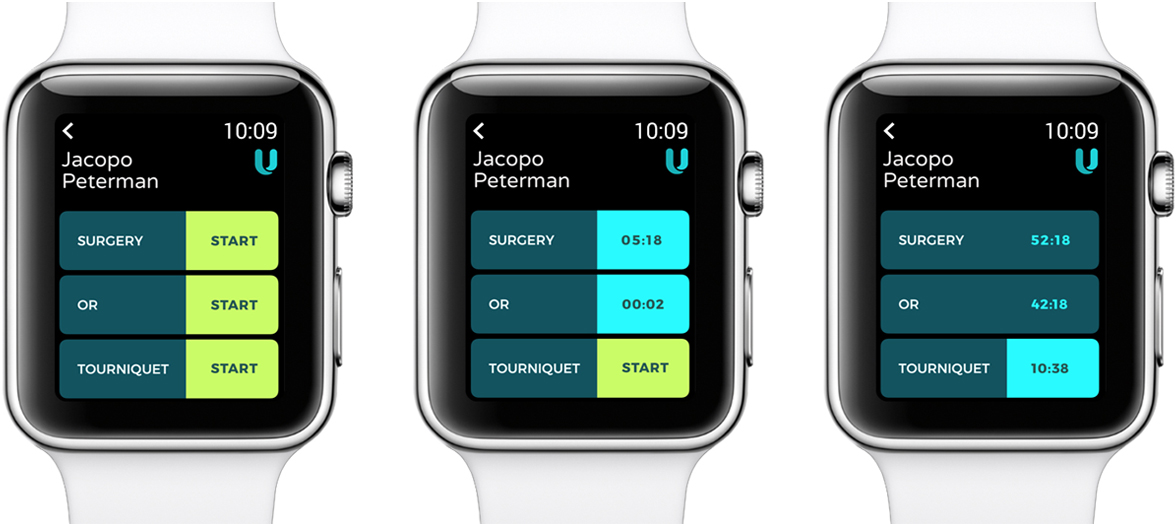 10:09
Jacopo
Peterman
SURGERY START
OR START
TOURNIQUET START
10:09
Jacopo
Peterman
SURGERY 05:18
OR 00:02
TOURNIQUET START
10:09
Jacopo
Peterman
SURGERY 52:18
OR 42:18
TOURNIQUET 10:38